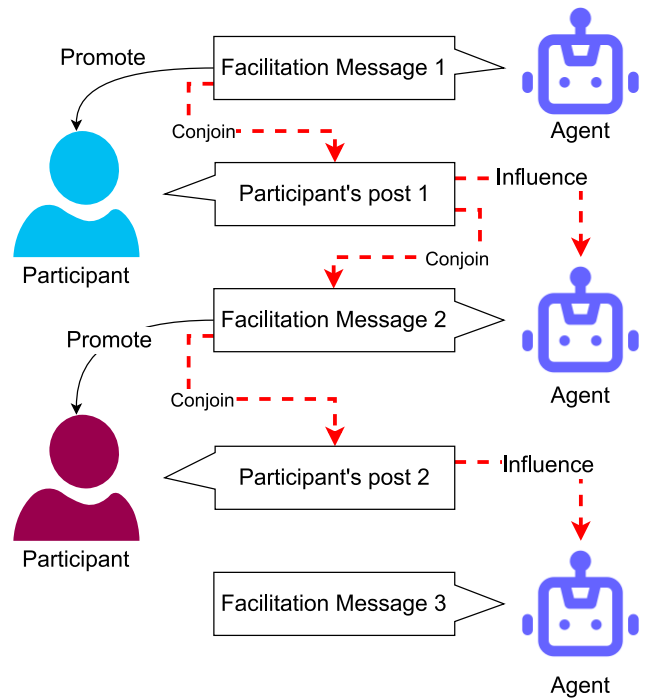 Promote
Facilitation Message 1
Agent
Conjoin
Participant's post 1
Influence
Participant
Conjoin
Facilitation Message 2
Promote
Agent
Conjoin
Participant's post 2
Influence
Participant
Facilitation Message 3
Agent